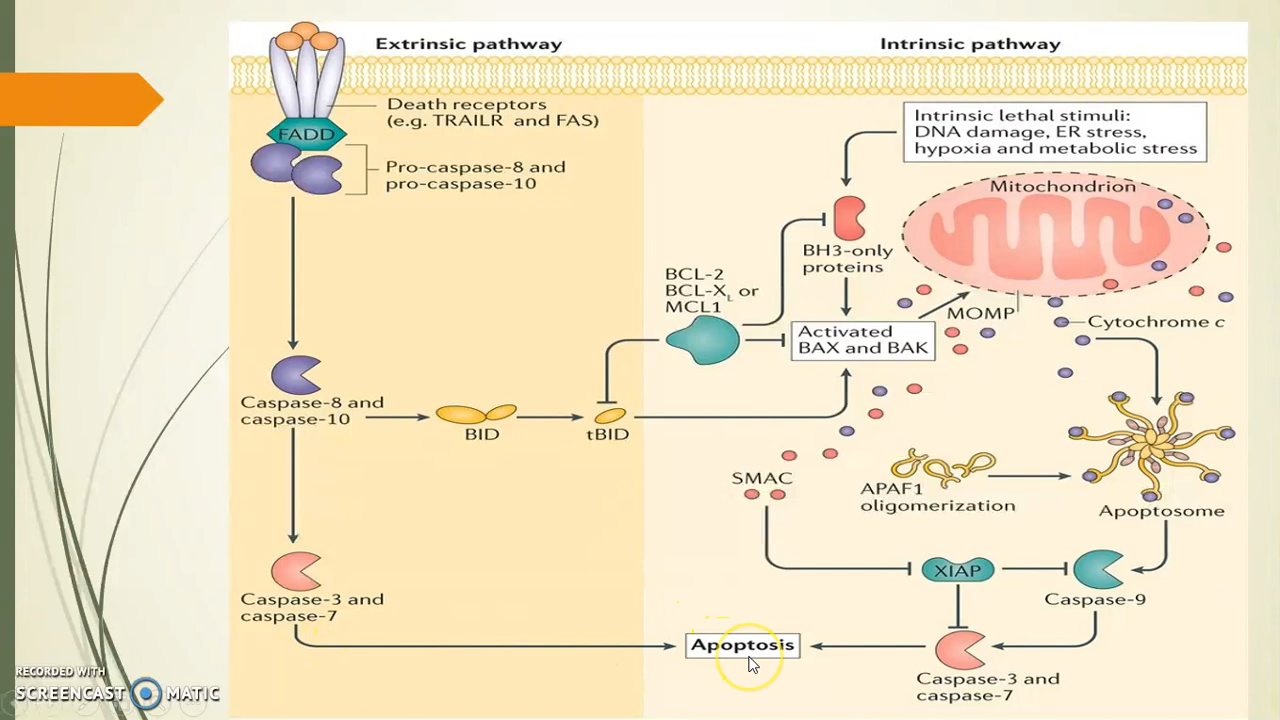 Extrinsic pathway
Intrinsic pathway
Death receptors
(e.g. TRAILR and FAS)
FADD
Pro-caspase-8 and
pro-caspase-10
Intrinsic lethal stimuli:
DNA damage, ER stress,
hypoxia and metabolic stress
Mitochondrion
BH3-only
proteins
BCL-2
BCL-XL or
MCL1
Activated
BAX and BAK
MOMP
Cytochrome c
Caspase-8 and
caspase-10
BID
tBID
SMAC
APAF1
oligomerization
Apoptosome
XIAP
Caspase-9
Caspase-3 and
caspase-7
Apoptosis
Caspase-3 and
caspase-7
RECORDED WITH
SCREENCAST MATIC